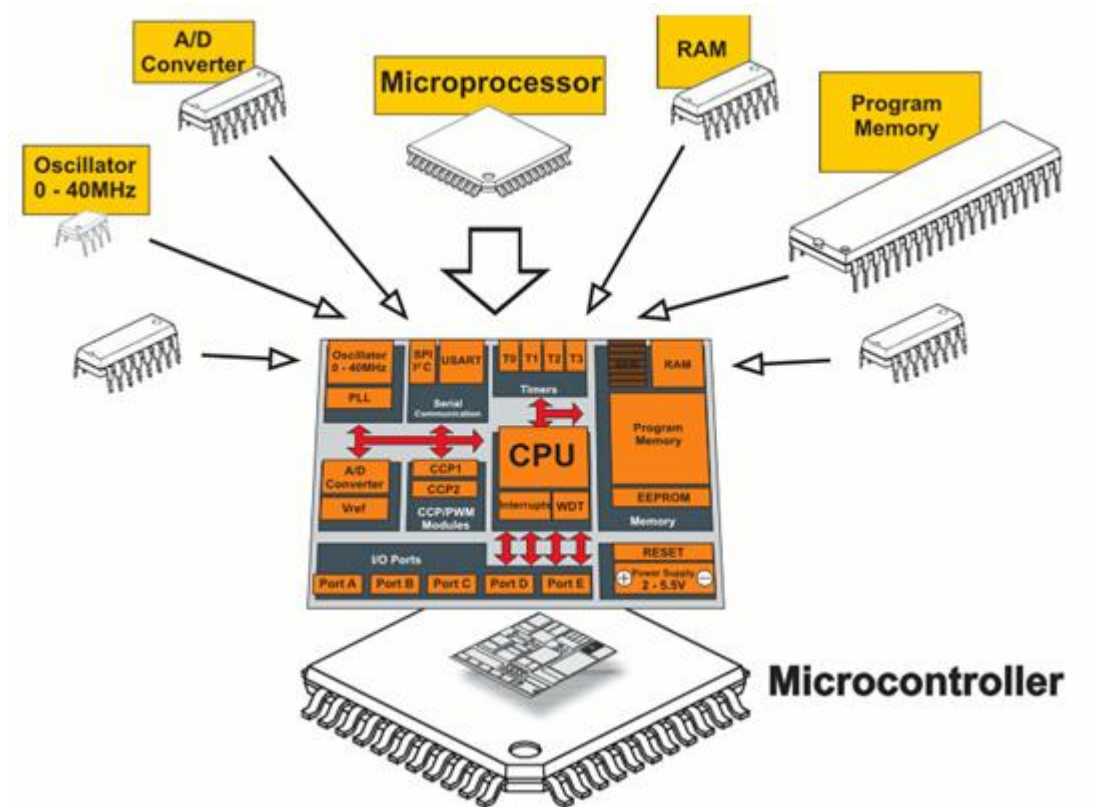 A/D
Converter
Microprocessor
RAM
Program
Memory
Oscillator
0 - 40MHz
Oscillator
0 - 40MHz
PLL
SPI
I²C
USART
Serial
Communication
T0
T1
T2
T3
Timers
RAM
Program
Memory
EEPROM
Memory
A/D
Converter
Vref
CCP1
CCP2
CCP/PWM
Modules
CPU
Interrupts
WDT
I/O Ports
Port A
Port B
Port C
Port D
Port E
RESET
+
Power Supply
2 - 5.5V
−
Microcontroller